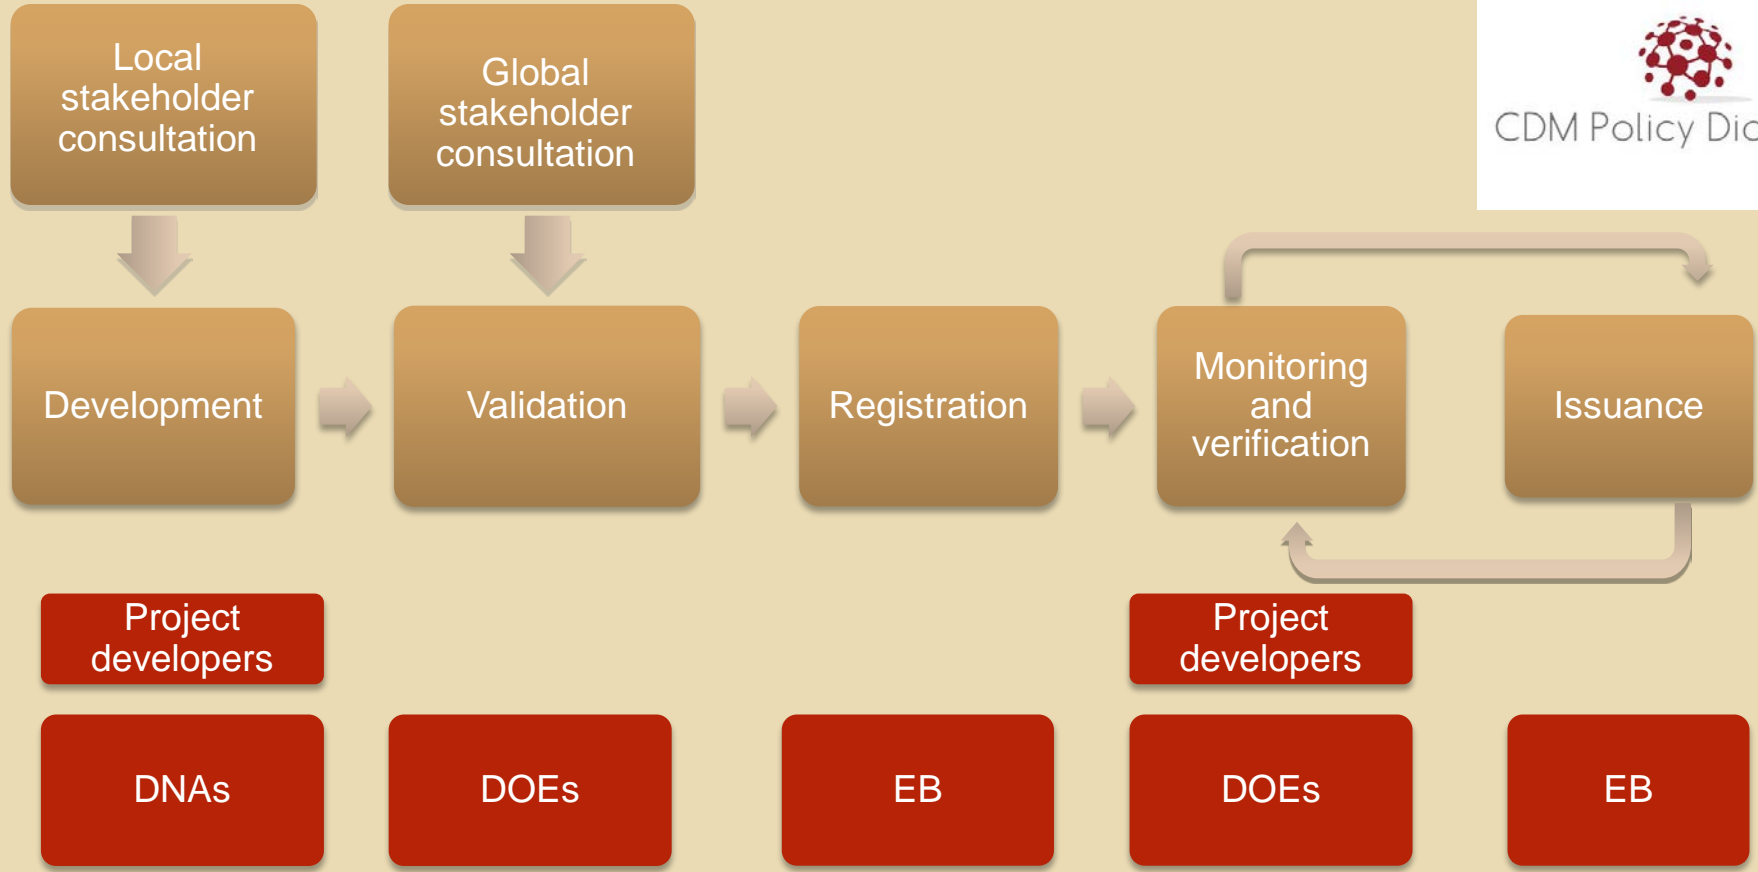 Local
stakeholder
consultation
Global
stakeholder
consultation
CDM Policy
Development
Validation
Registration
Monitoring
and
verification
Issuance
Project
developers
Project
developers
DNAs
DOEs
EB
DOEs
EB